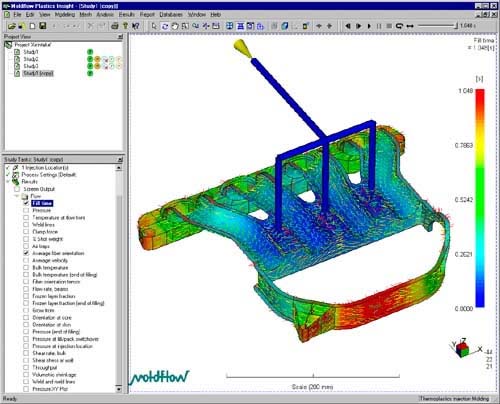 Moldflow Plastics Insight - [Study1 (copy)]
File Edit View Modeling Mesh Analysis Results Report Databases Window Help
1.048 s
Project View
Study1
Study2
Study3
Study1 (copy)
Study Tasks: Study1 (copy)
1 Injection Location(s)
Process Settings (Default)
Results
Screen Output
Flow
Fill time
Pressure
Temperature at flow front
Weld lines
Clamp force
% Shot weight
Air traps
Average fiber orientation
Average velocity
Bulk temperature
Bulk temperature (end of filling)
Fiber orientation tensor
Flow rate, beams
Frozen layer fraction
Frozen layer fraction (end of filling)
Grow from
Orientation at core
Orientation at skin
Pressure (end of filling)
Pressure at fill/pack switchover
Pressure at injection location
Shear rate, bulk
Shear stress at wall
Throughput
Volumetric shrinkage
Weld and meld lines
Pressure:XY Plot
Fill time
= 1.048[s]
[s]
1.048
0.7863
0.5242
0.2621
0.0000
moldflow
Scale (200 mm)
Z
Y
X
-44
23
21
Ready
Thermoplastics Injection Molding